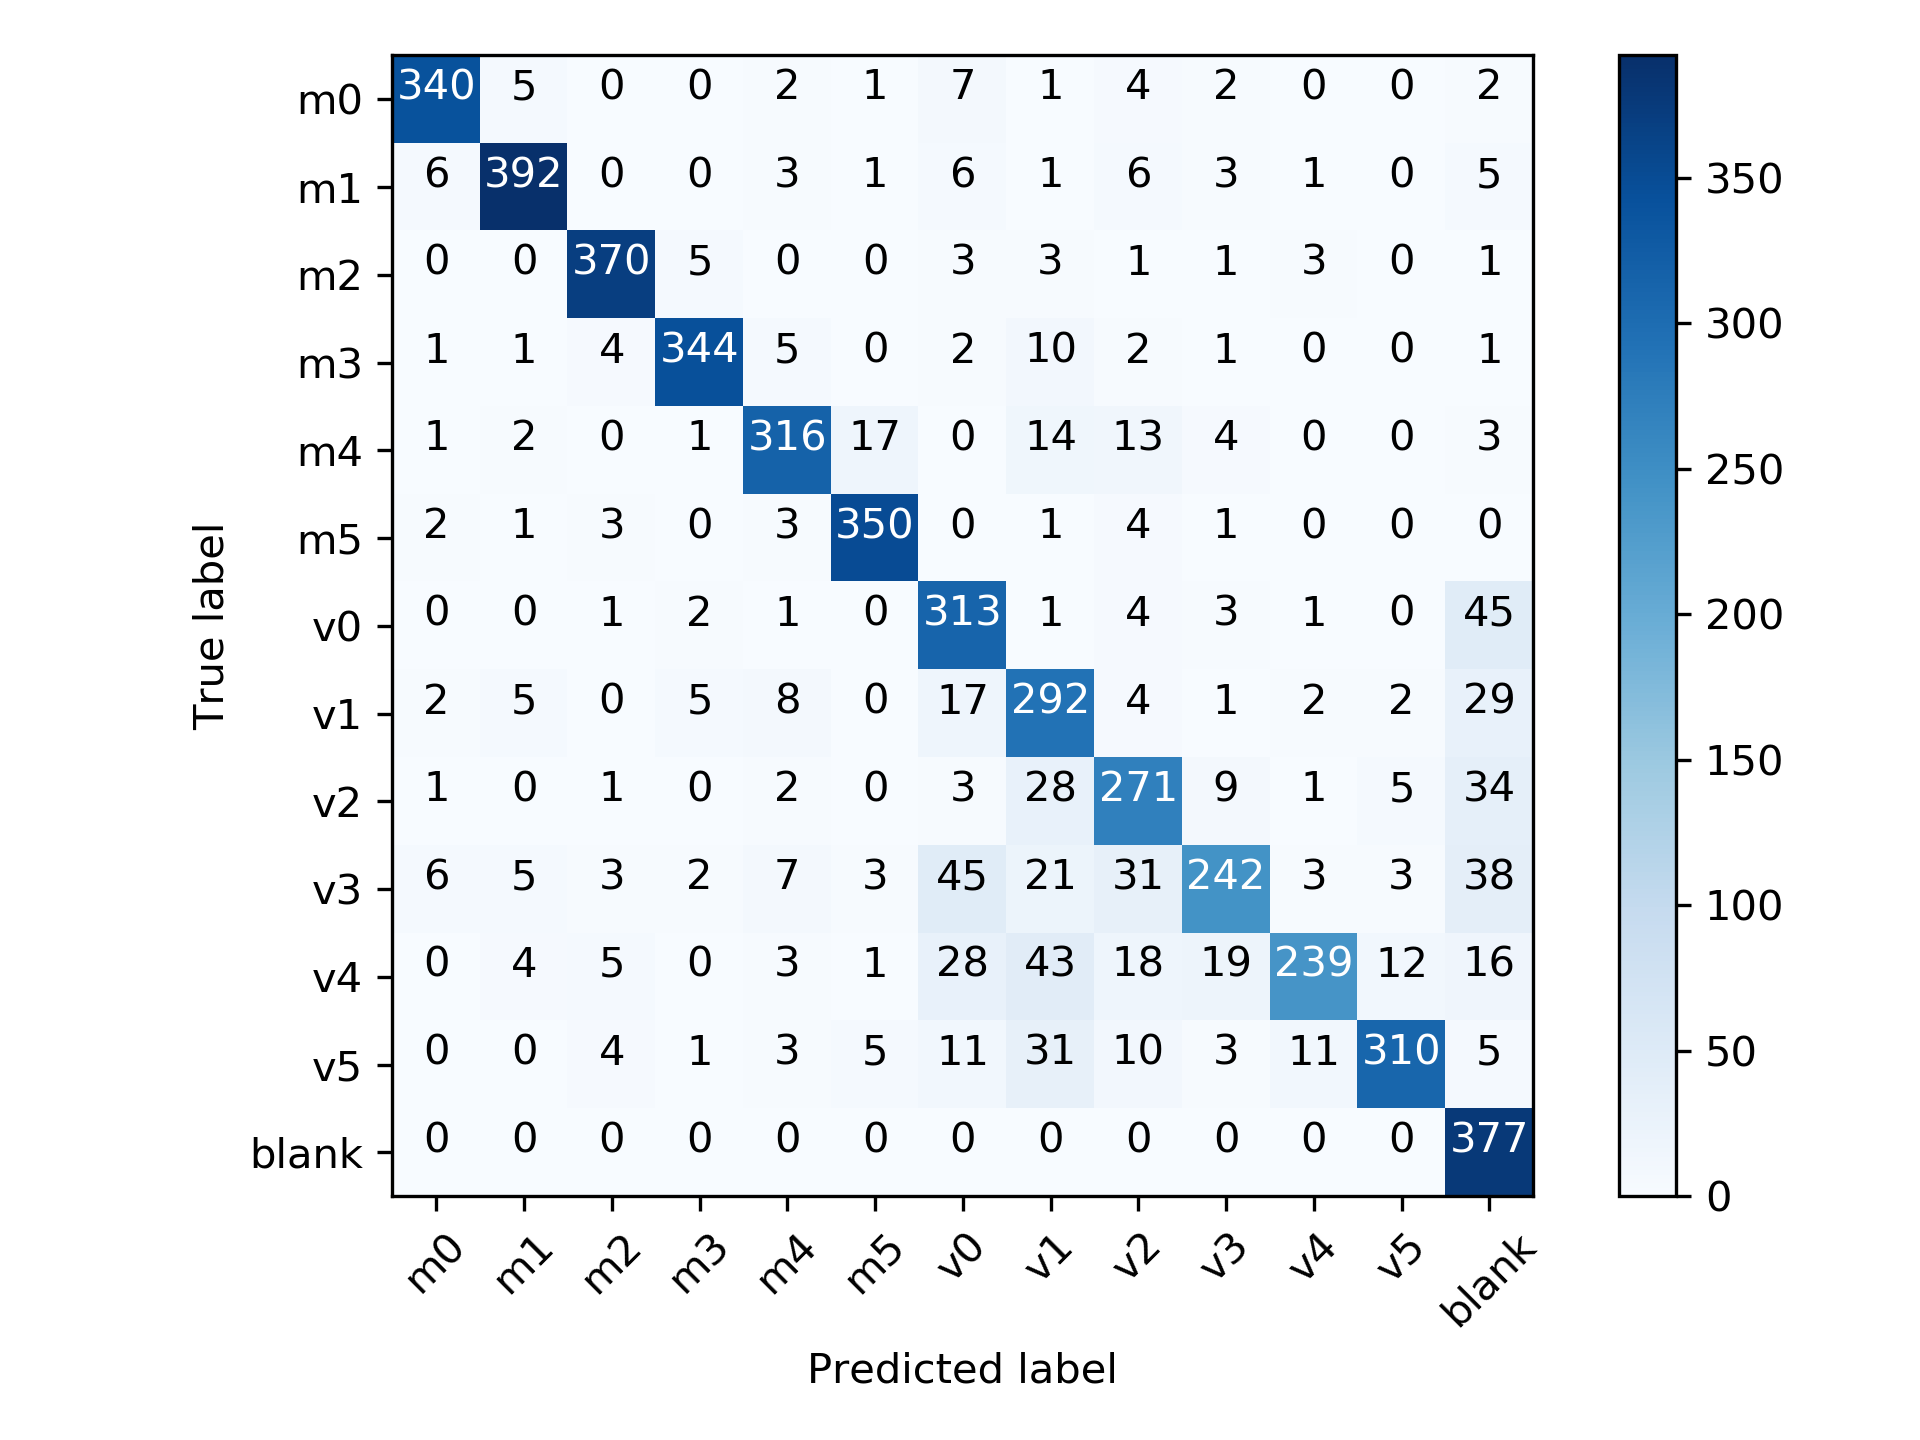 m0 340 5 0 0 2 1 7 1 4 2 0 0 2
m1 6 392 0 0 3 1 6 1 6 3 1 0 5
m2 0 0 370 5 0 0 3 3 1 1 3 0 1
m3 1 1 4 344 5 0 2 10 2 1 0 0 1
m4 1 2 0 1 316 17 0 14 13 4 0 0 3
m5 2 1 3 0 3 350 0 1 4 1 0 0 0
v0 0 0 1 2 1 0 313 1 4 3 1 0 45
v1 2 5 0 5 8 0 17 292 4 1 2 2 29
v2 1 0 1 0 2 0 3 28 271 9 1 5 34
v3 6 5 3 2 7 3 45 21 31 242 3 3 38
v4 0 4 5 0 3 1 28 43 18 19 239 12 16
v5 0 0 4 1 3 5 11 31 10 3 11 310 5
blank 0 0 0 0 0 0 0 0 0 0 0 0 377
m0 m1 m2 m3 m4 m5 v0 v1 v2 v3 v4 v5 blank
Predicted label
True label
350
300
250
200
150
100
50
0